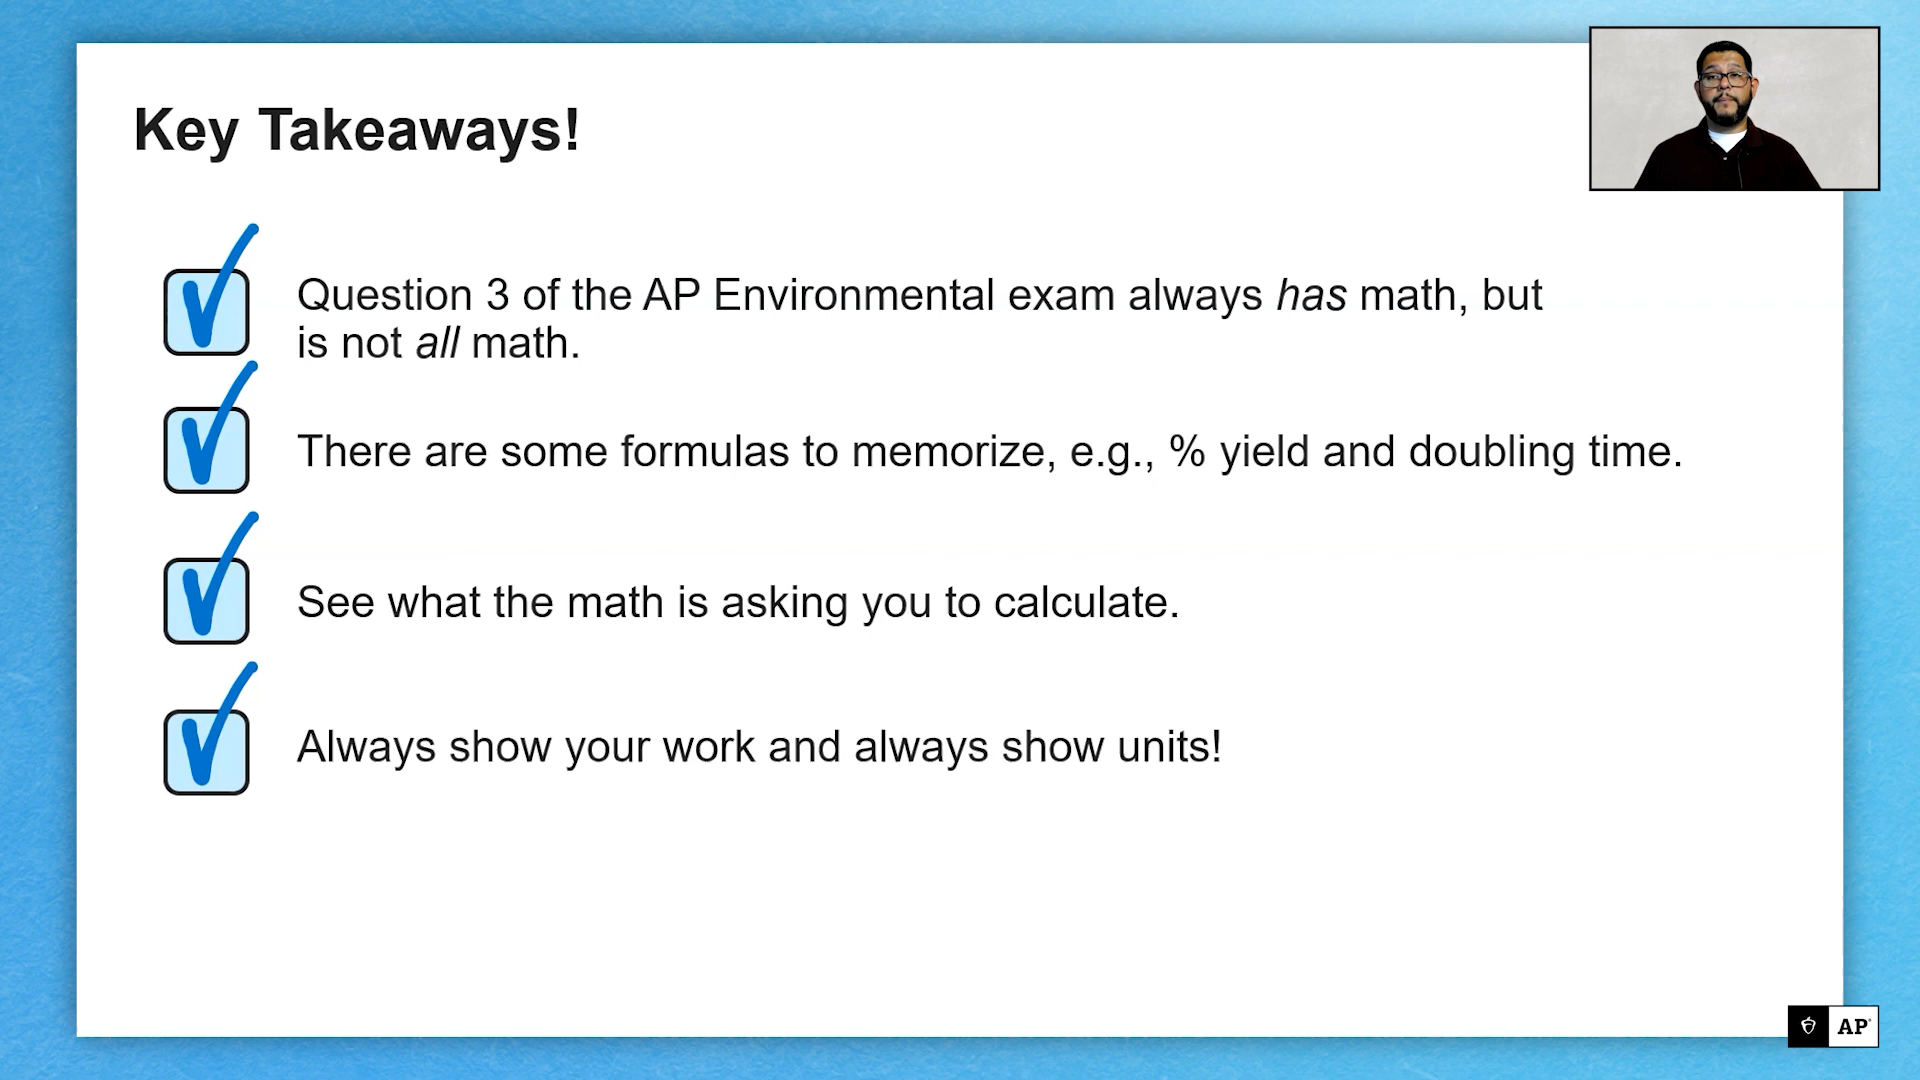 Key Takeaways!
Question 3 of the AP Environmental exam always has math, but
is not all math.
There are some formulas to memorize, e.g., % yield and doubling time.
See what the math is asking you to calculate.
Always show your work and always show units!
AP